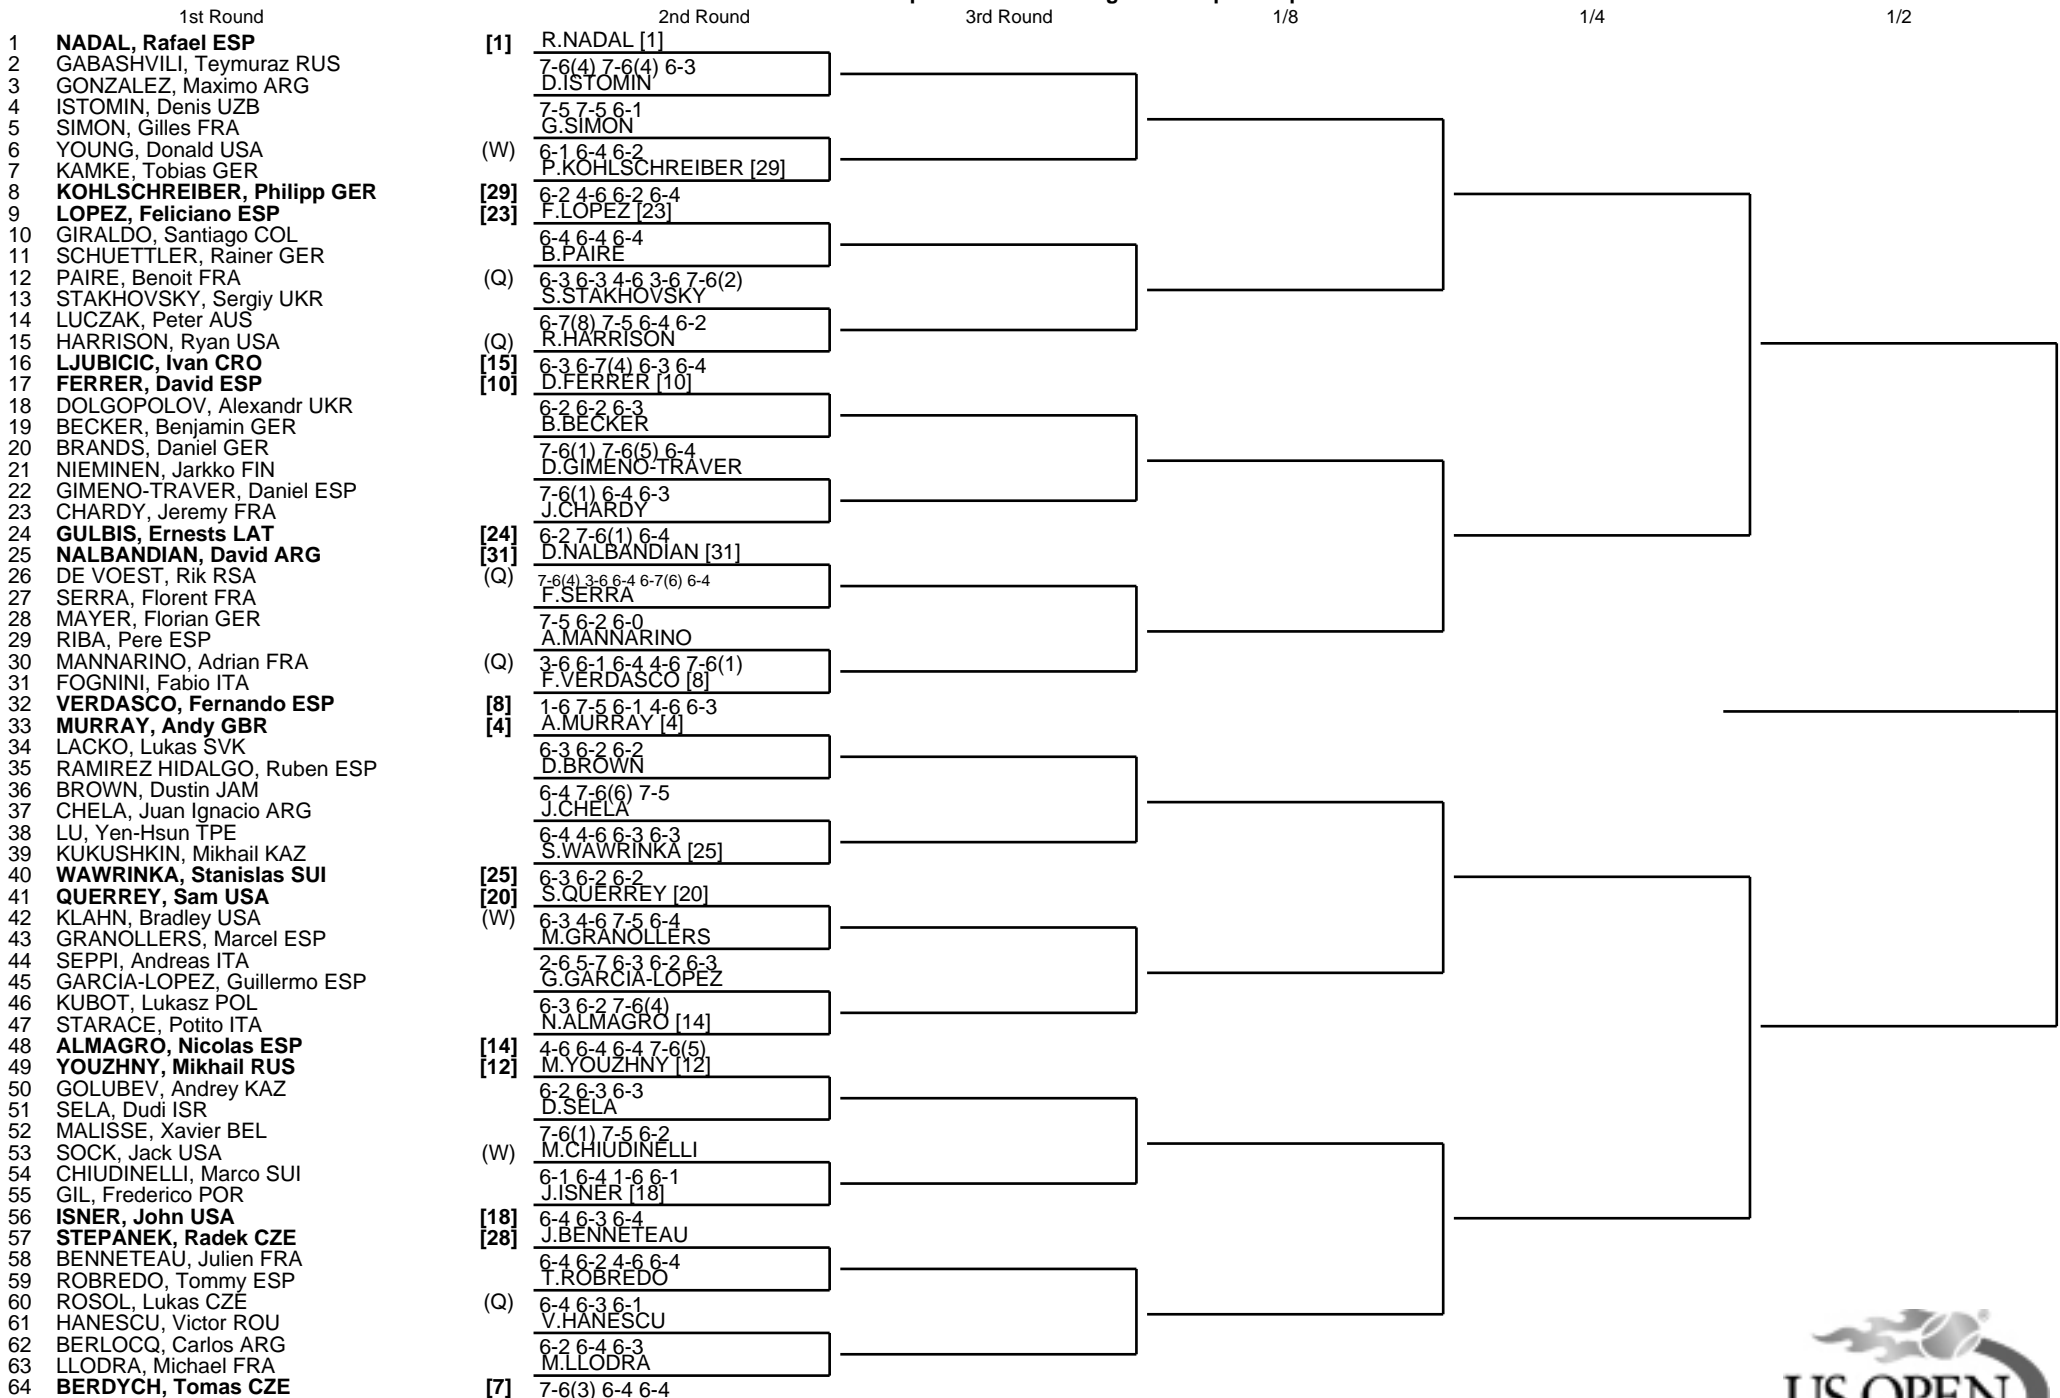 1st Round 2nd Round 3rd Round 1/8 1/4 1/2
1 NADAL, Rafael ESP [1] R.NADAL [1]
2 GABASHVILI, Teymuraz RUS 7-6(4) 7-6(4) 6-3
3 GONZALEZ, Maximo ARG D.ISTOMIN
4 ISTOMIN, Denis UZB 7-5 7-5 6-1
5 SIMON, Gilles FRA G.SIMON
6 YOUNG, Donald USA (W) 6-1 6-4 6-2
7 KAMKE, Tobias GER P.KOHLSCHREIBER [29]
8 KOHLSCHREIBER, Philipp GER [29] 6-2 4-6 6-2 6-4
9 LOPEZ, Feliciano ESP [23] F.LOPEZ [23]
10 GIRALDO, Santiago COL 6-4 6-4 6-4
11 SCHUETTLER, Rainer GER B.PAIRE
12 PAIRE, Benoit FRA (Q) 6-3 6-3 4-6 3-6 7-6(2)
13 STAKHOVSKY, Sergiy UKR S.STAKHOVSKY
14 LUCZAK, Peter AUS 6-7(8) 7-5 6-4 6-2
15 HARRISON, Ryan USA (Q) R.HARRISON
16 LJUBICIC, Ivan CRO [15] 6-3 6-7(4) 6-3 6-4
17 FERRER, David ESP [10] D.FERRER [10]
18 DOLGOPOLOV, Alexandr UKR 6-2 6-2 6-3
19 BECKER, Benjamin GER B.BECKER
20 BRANDS, Daniel GER 7-6(1) 7-6(5) 6-4
21 NIEMINEN, Jarkko FIN D.GIMENO-TRAVER
22 GIMENO-TRAVER, Daniel ESP 7-6(1) 6-4 6-3
23 CHARDY, Jeremy FRA J.CHARDY
24 GULBIS, Ernests LAT [24] 6-2 7-6(1) 6-4
25 NALBANDIAN, David ARG [31] D.NALBANDIAN [31]
26 DE VOEST, Rik RSA (Q) 7-6(4) 3-6 6-4 6-7(6) 6-4
27 SERRA, Florent FRA F.SERRA
28 MAYER, Florian GER 7-5 6-2 6-0
29 RIBA, Pere ESP A.MANNARINO
30 MANNARINO, Adrian FRA (Q) 3-6 6-1 6-4 4-6 7-6(1)
31 FOGNINI, Fabio ITA F.VERDASCO [8]
32 VERDASCO, Fernando ESP [8] 1-6 7-5 6-1 4-6 6-3
33 MURRAY, Andy GBR [4] A.MURRAY [4]
34 LACKO, Lukas SVK 6-3 6-2 6-2
35 RAMIREZ HIDALGO, Ruben ESP D.BROWN
36 BROWN, Dustin JAM 6-4 7-6(6) 7-5
37 CHELA, Juan Ignacio ARG J.CHELA
38 LU, Yen-Hsun TPE 6-4 4-6 6-3 6-3
39 KUKUSHKIN, Mikhail KAZ S.WAWRINKA [25]
40 WAWRINKA, Stanislas SUI [25] 6-3 6-2 6-2
41 QUERREY, Sam USA [20] S.QUERREY [20]
42 KLAHN, Bradley USA (W) 6-3 4-6 7-5 6-4
43 GRANOLLERS, Marcel ESP M.GRANOLLERS
44 SEPPI, Andreas ITA 2-6 5-7 6-3 6-2 6-3
45 GARCIA-LOPEZ, Guillermo ESP G.GARCIA-LOPEZ
46 KUBOT, Lukasz POL 6-3 6-2 7-6(4)
47 STARACE, Potito ITA N.ALMAGRO [14]
48 ALMAGRO, Nicolas ESP [14] 4-6 6-4 6-4 7-6(5)
49 YOUZHNY, Mikhail RUS [12] M.YOUZHNY [12]
50 GOLUBEV, Andrey KAZ 6-2 6-3 6-3
51 SELA, Dudi ISR D.SELA
52 MALISSE, Xavier BEL 7-6(1) 7-5 6-2
53 SOCK, Jack USA (W) M.CHIUDINELLI
54 CHIUDINELLI, Marco SUI 6-1 6-4 1-6 6-1
55 GIL, Frederico POR J.ISNER [18]
56 ISNER, John USA [18] 6-4 6-3 6-4
57 STEPANEK, Radek CZE [28] J.BENNETEAU
58 BENNETEAU, Julien FRA 6-4 6-2 4-6 6-4
59 ROBREDO, Tommy ESP T.ROBREDO
60 ROSOL, Lukas CZE (Q) 6-4 6-3 6-1
61 HANESCU, Victor ROU V.HANESCU
62 BERLOCQ, Carlos ARG 6-2 6-4 6-3
63 LLODRA, Michael FRA M.LLODRA
64 BERDYCH, Tomas CZE [7] 7-6(3) 6-4 6-4
US OPEN